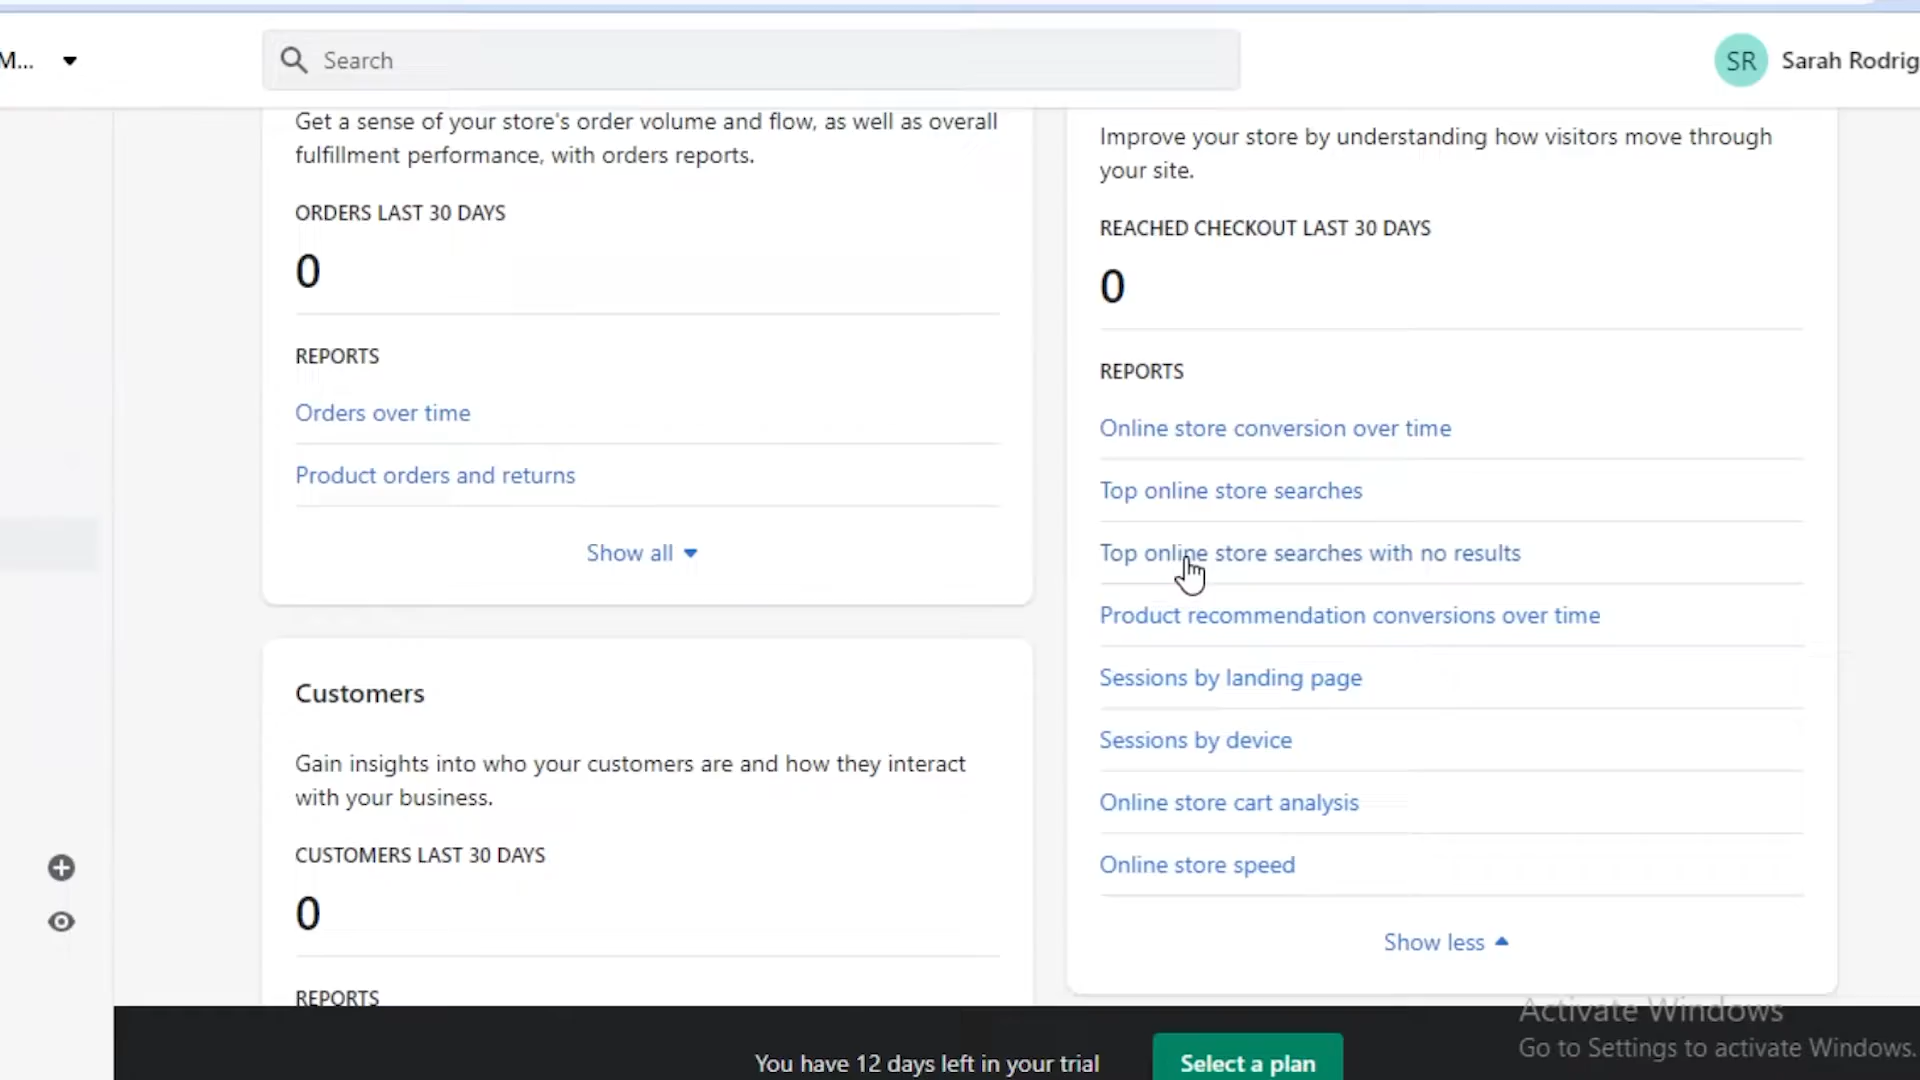 M...
Search
SR Sarah Rodrig
Get a sense of your store's order volume and flow, as well as overall
fulfillment performance, with orders reports.
ORDERS LAST 30 DAYS
0
REPORTS
Orders over time
Product orders and returns
Show all
Customers
Gain insights into who your customers are and how they interact
with your business.
CUSTOMERS LAST 30 DAYS
0
REPORTS
Improve your store by understanding how visitors move through
your site.
REACHED CHECKOUT LAST 30 DAYS
0
REPORTS
Online store conversion over time
Top online store searches
Top online store searches with no results
Product recommendation conversions over time
Sessions by landing page
Sessions by device
Online store cart analysis
Online store speed
Show less
You have 12 days left in your trial
Select a plan
Activate Windows
Go to Settings to activate Windows.